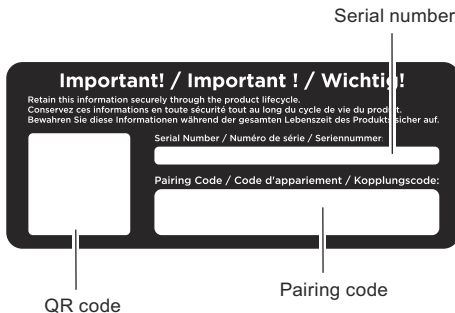 Serial number
Important! / Important ! / Wichtig!
Retain this information securely through the product lifecycle.
Conservez ces informations en toute sécurité tout au long du cycle de vie du produit.
Bewahren Sie diese Informationen während der gesamten Lebenszeit des Produkts sicher auf.
Serial Number / Numéro de série / Seriennummer:
Pairing Code / Code d'appariement / Kopplungscode:
Pairing code
QR code